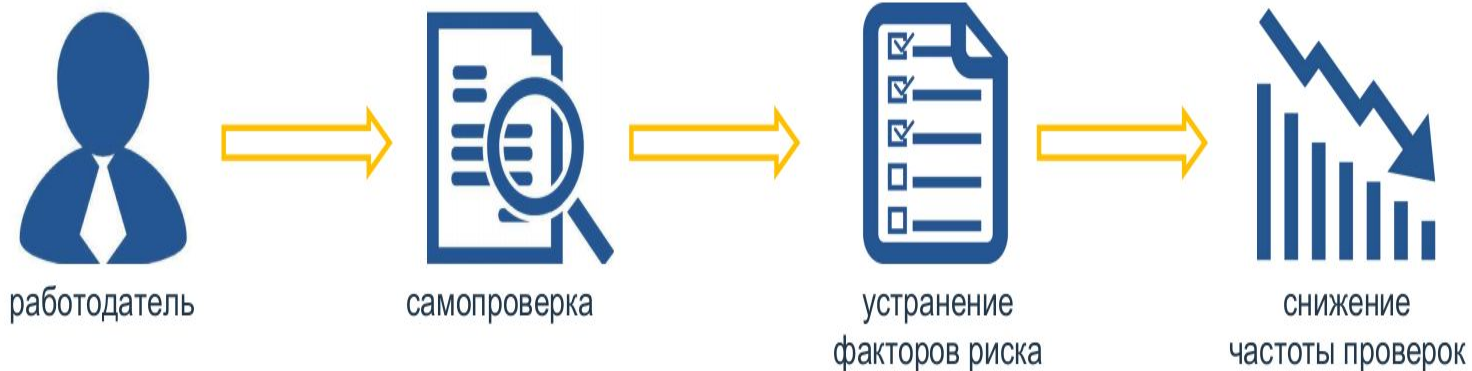 работодатель
самопроверка
устранение
факторов риска
снижение
частоты проверок